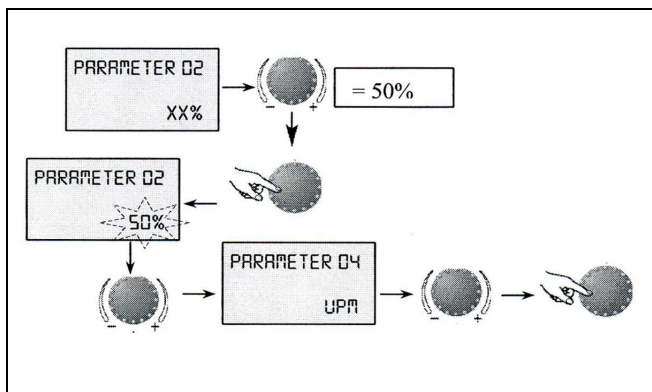 PARAMETER 02
XX%
- +
= 50%
PARAMETER 02
50%
PARAMETER 04
UPM
- +
- +